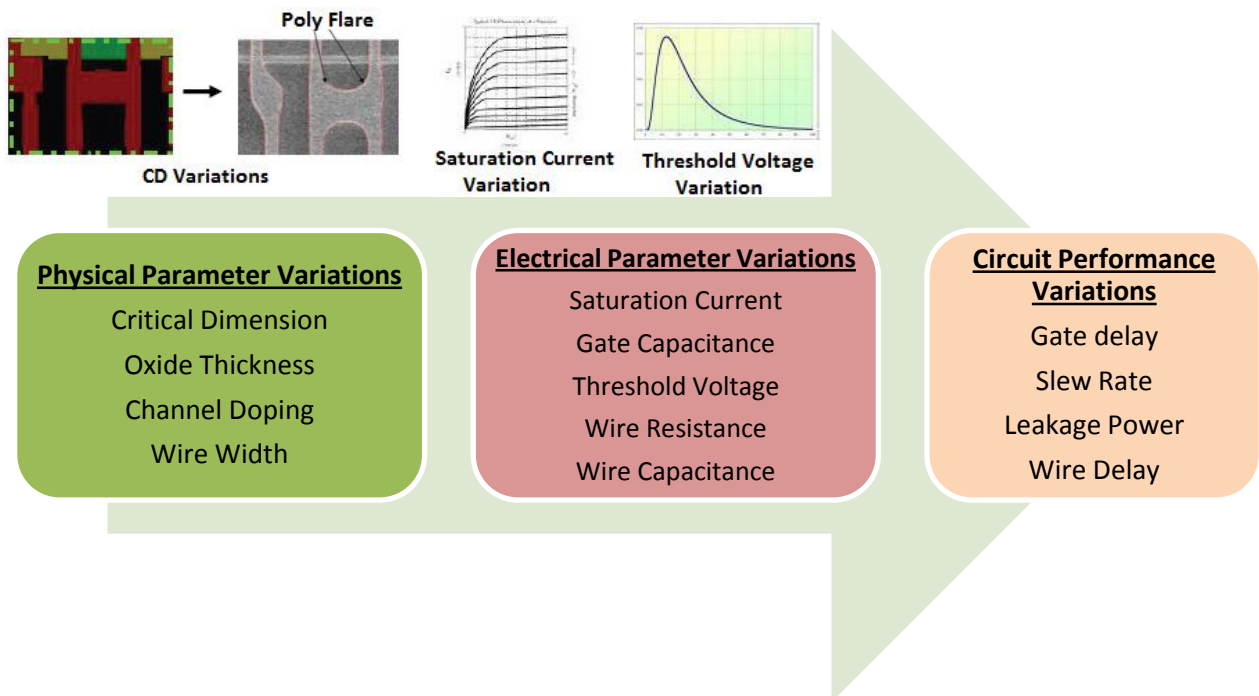 Poly Flare
CD Variations
Saturation Current
Variation
Threshold Voltage
Variation
Physical Parameter Variations
Critical Dimension
Oxide Thickness
Channel Doping
Wire Width
Electrical Parameter Variations
Saturation Current
Gate Capacitance
Threshold Voltage
Wire Resistance
Wire Capacitance
Circuit Performance
Variations
Gate delay
Slew Rate
Leakage Power
Wire Delay